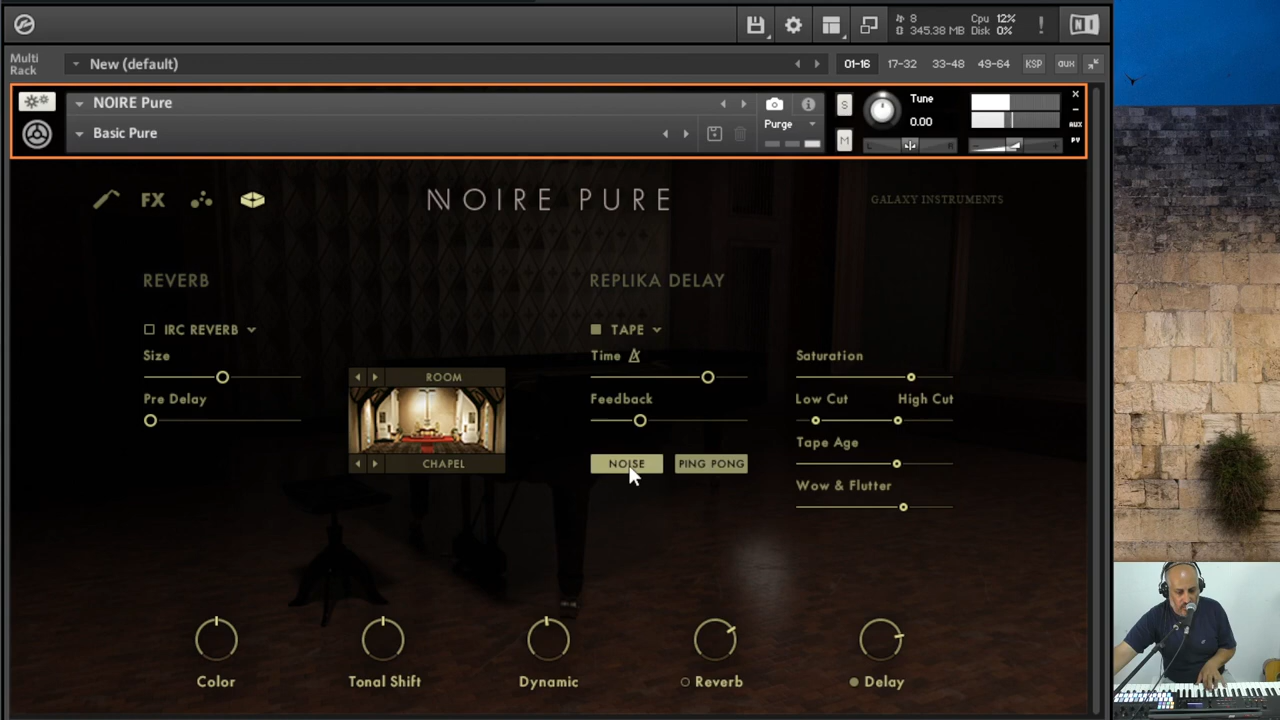 8
345.38 MB
Cpu 12%
Disk 0%
!
NI
Multi Rack
New (default)
01-16
17-32
33-48
49-64
KSP
aux
NOIRE Pure
Basic Pure
Purge
S
M
Tune
0.00
L
R
AUX
PV
FX
NOIRE PURE
GALAXY INSTRUMENTS
REVERB
REPLIKA DELAY
IRC REVERB
TAPE
Size
Time
Saturation
Pre Delay
ROOM
Feedback
Low Cut
High Cut
Tape Age
CHAPEL
NOISE
PING PONG
Wow & Flutter
Color
Tonal Shift
Dynamic
Reverb
Delay